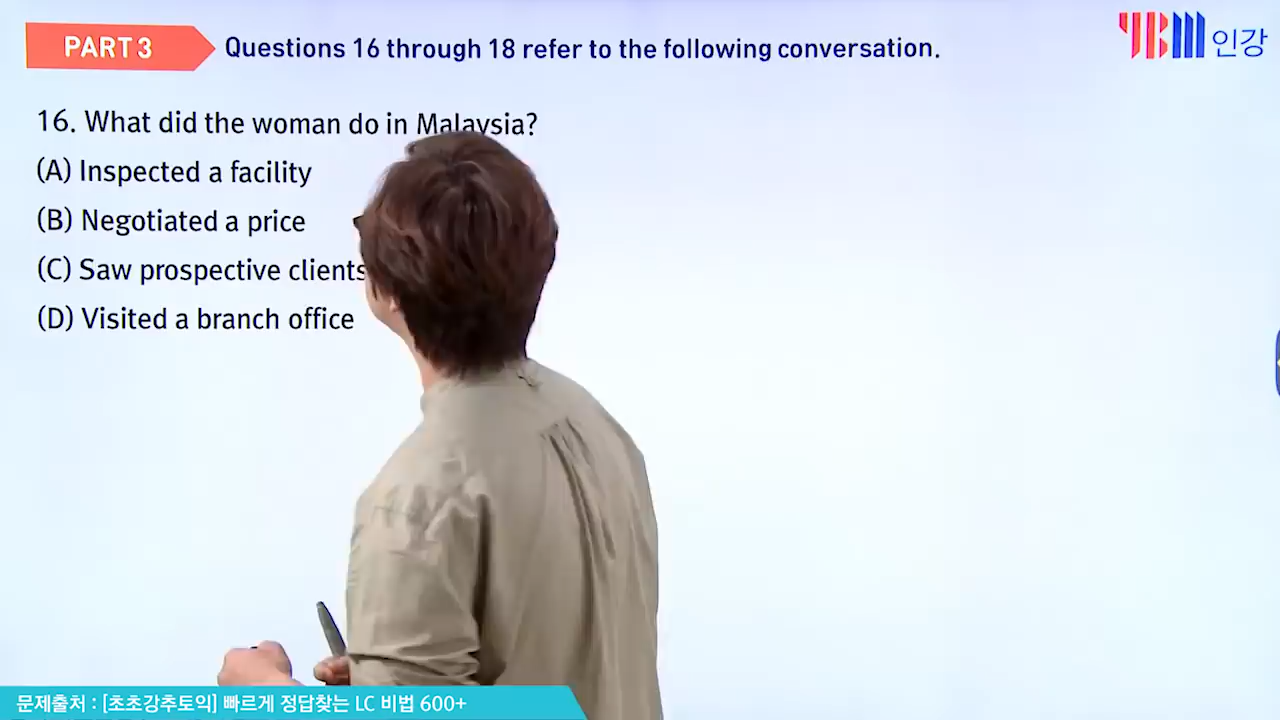 PART 3
Questions 16 through 18 refer to the following conversation.
YBM 인강
16. What did the woman do in Malaysia?
(A) Inspected a facility
(B) Negotiated a price
(C) Saw prospective clients
(D) Visited a branch office
문제출처 : [초초강추토익] 빠르게 정답찾는 LC 비법 600+